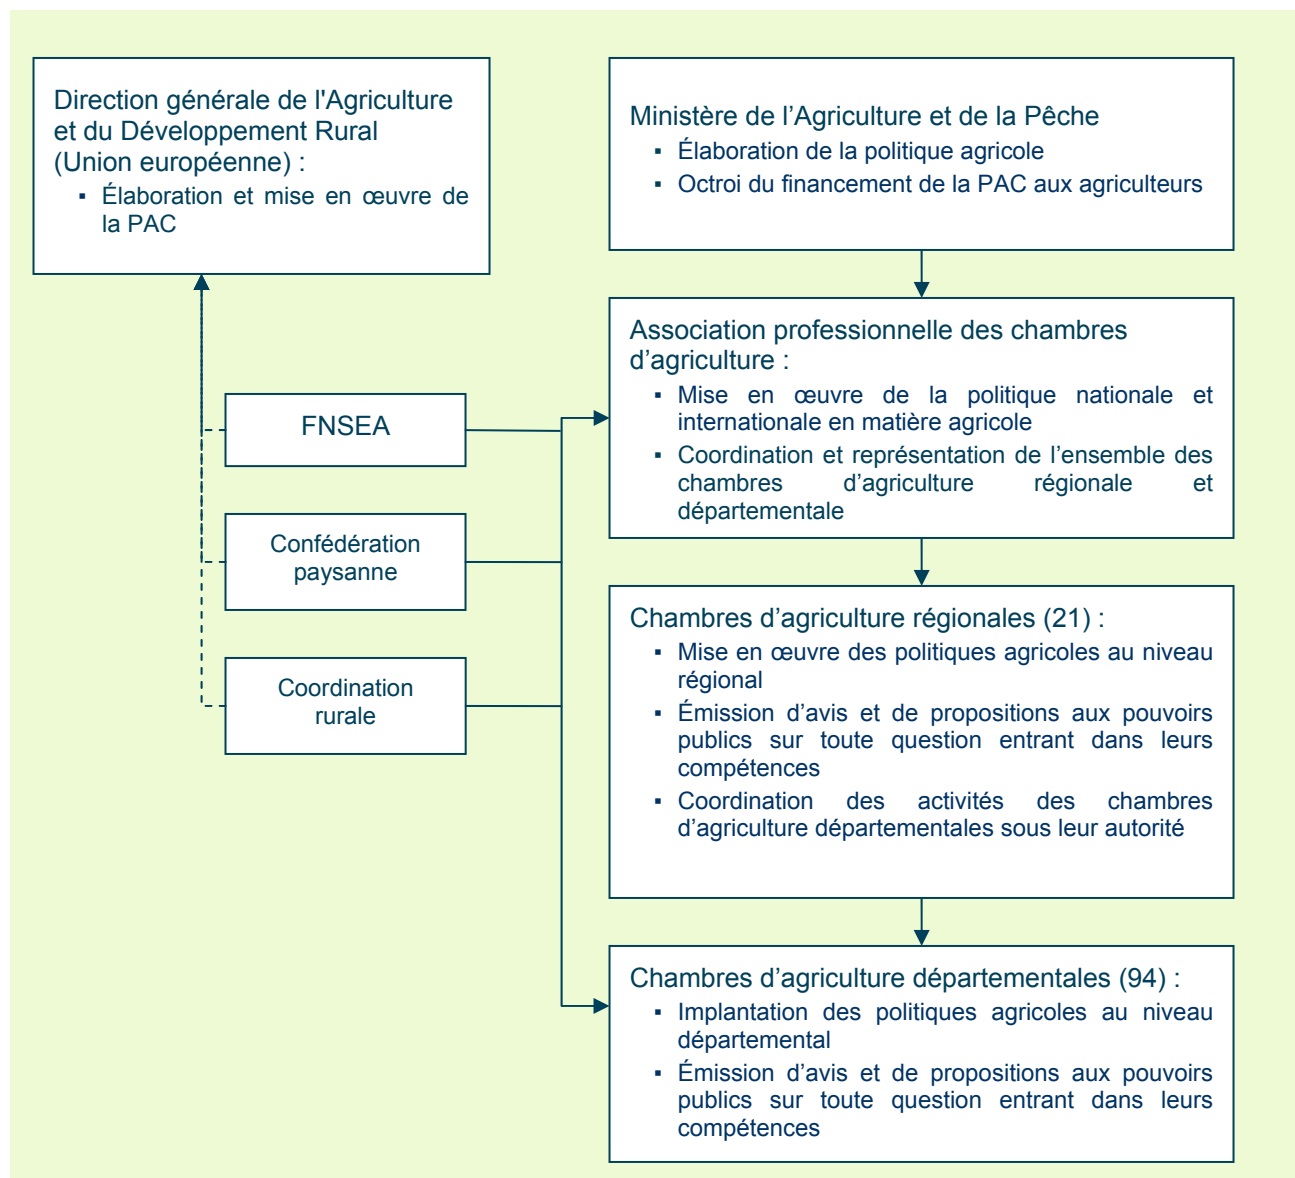 Direction générale de l'Agriculture
et du Développement Rural
(Union européenne) :
▪ Élaboration et mise en œuvre de
la PAC
Ministère de l’Agriculture et de la Pêche
▪ Élaboration de la politique agricole
▪ Octroi du financement de la PAC aux agriculteurs
Association professionnelle des chambres
d’agriculture :
▪ Mise en œuvre de la politique nationale et
internationale en matière agricole
▪ Coordination et représentation de l’ensemble des
chambres d’agriculture régionale et
départementale
FNSEA
Confédération
paysanne
Coordination
rurale
Chambres d’agriculture régionales (21) :
▪ Mise en œuvre des politiques agricoles au niveau
régional
▪ Émission d’avis et de propositions aux pouvoirs
publics sur toute question entrant dans leurs
compétences
▪ Coordination des activités des chambres
d’agriculture départementales sous leur autorité
Chambres d’agriculture départementales (94) :
▪ Implantation des politiques agricoles au niveau
départemental
▪ Émission d’avis et de propositions aux pouvoirs
publics sur toute question entrant dans leurs
compétences